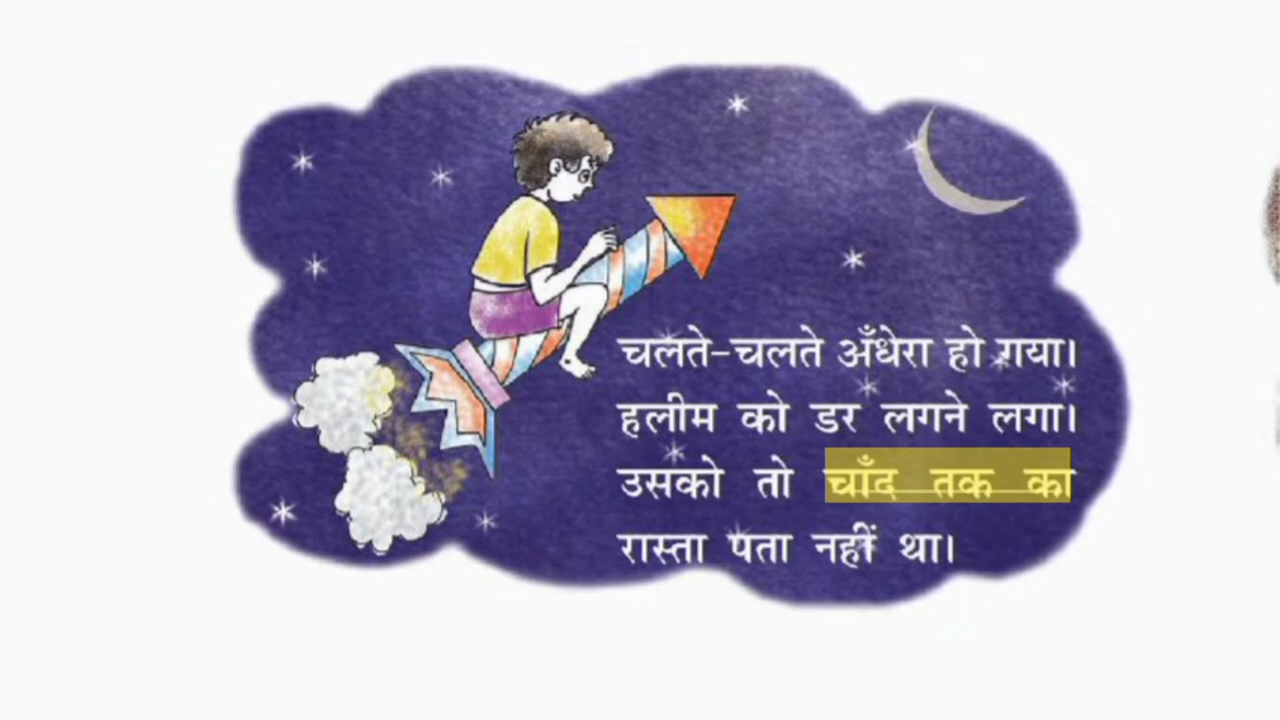 चलते-चलते अँधेरा हो गया।
हलीम को डर लगने लगा।
उसको तो चाँद तक का
रास्ता पता नहीं था।